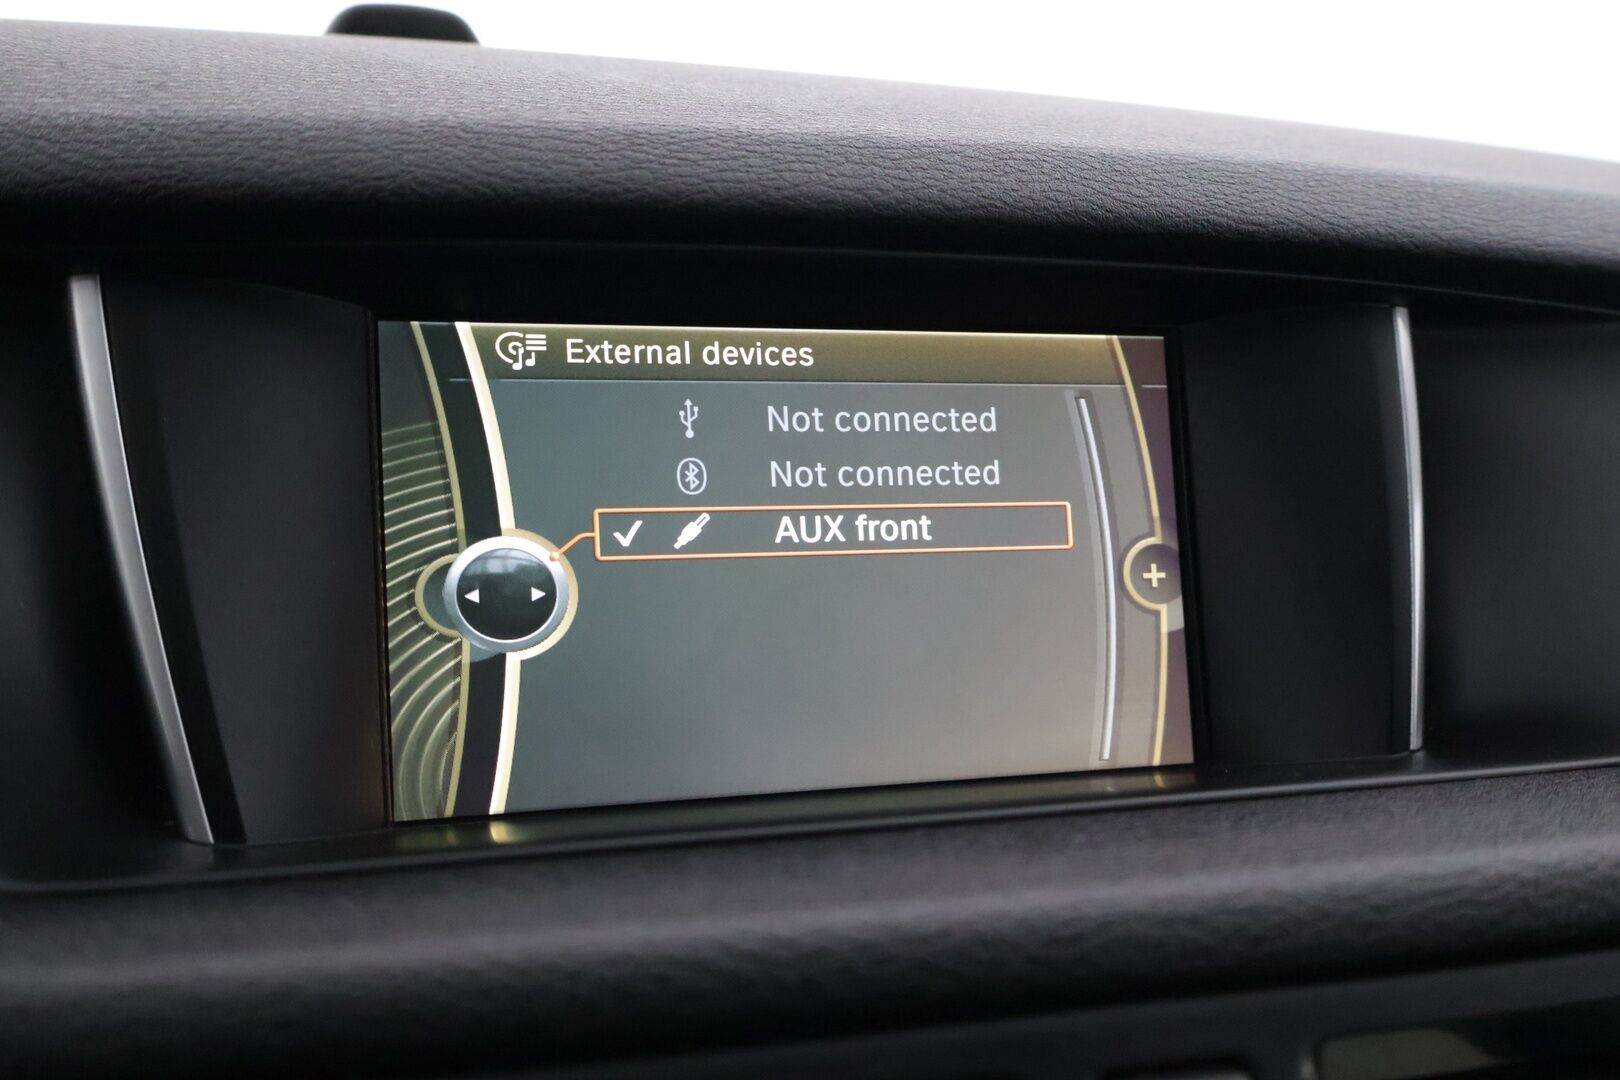 External devices
Not connected
Not connected
AUX front